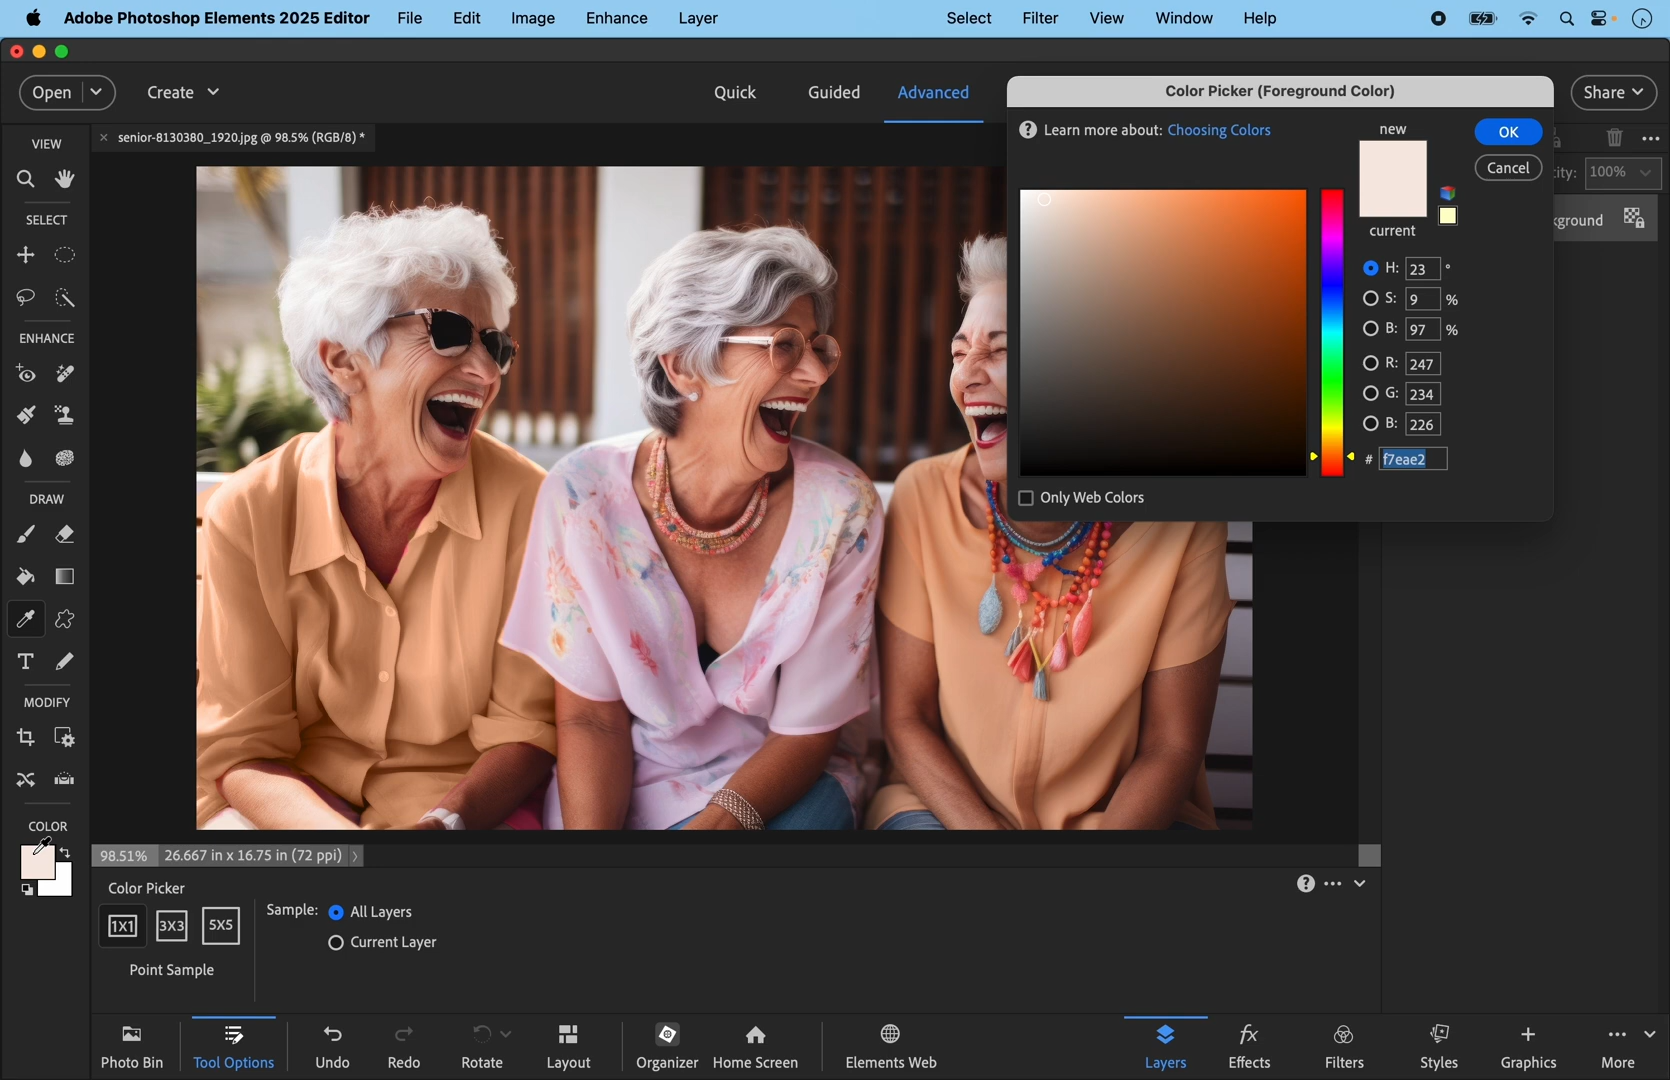 Adobe Photoshop Elements 2025 Editor File Edit Image Enhance Layer Select Filter View Window Help
Open Create Quick Guided Advanced Share
Color Picker (Foreground Color)
Learn more about: Choosing Colors
new
OK
Cancel
current
H: 23 °
S: 9 %
B: 97 %
R: 247
G: 234
B: 226
# f7eae2
Only Web Colors
senior-8130380_1920.jpg @ 98.5% (RGB/8) *
100%
VIEW
SELECT
ENHANCE
DRAW
T
MODIFY
COLOR
98.51% 26.667 in x 16.75 in (72 ppi)
Color Picker
1X1 3X3 5X5
Point Sample
Sample: All Layers
Current Layer
Photo Bin Tool Options Undo Redo Rotate Layout Organizer Home Screen Elements Web Layers fx Effects Filters Styles Graphics More